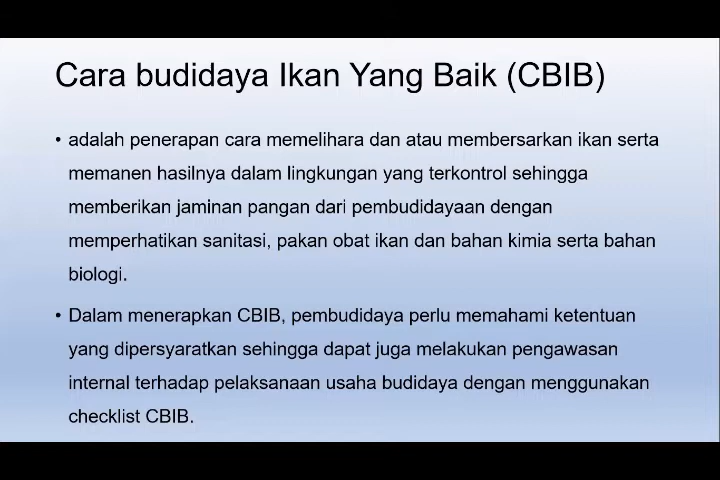 Cara budidaya Ikan Yang Baik (CBIB)
• adalah penerapan cara memelihara dan atau membersarkan ikan serta
memanen hasilnya dalam lingkungan yang terkontrol sehingga
memberikan jaminan pangan dari pembudidayaan dengan
memperhatikan sanitasi, pakan obat ikan dan bahan kimia serta bahan
biologi.
• Dalam menerapkan CBIB, pembudidaya perlu memahami ketentuan
yang dipersyaratkan sehingga dapat juga melakukan pengawasan
internal terhadap pelaksanaan usaha budidaya dengan menggunakan
checklist CBIB.